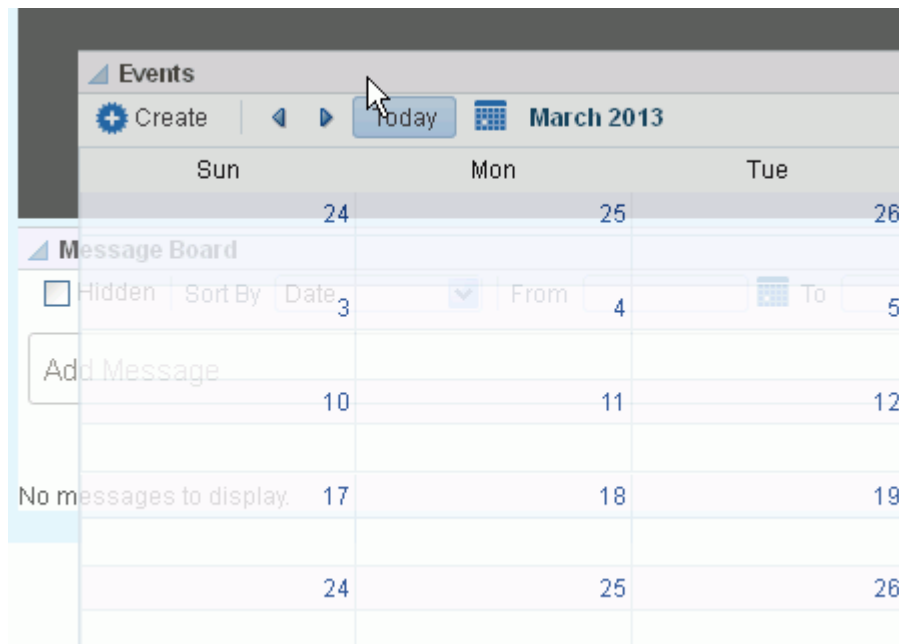 Events
Create Today March 2013
Sun Mon Tue
24 25 26
Message Board
Hidden Sort By Date From To
3 4 5
Add Message
10 11 12
No messages to display.
17 18 19
24 25 26